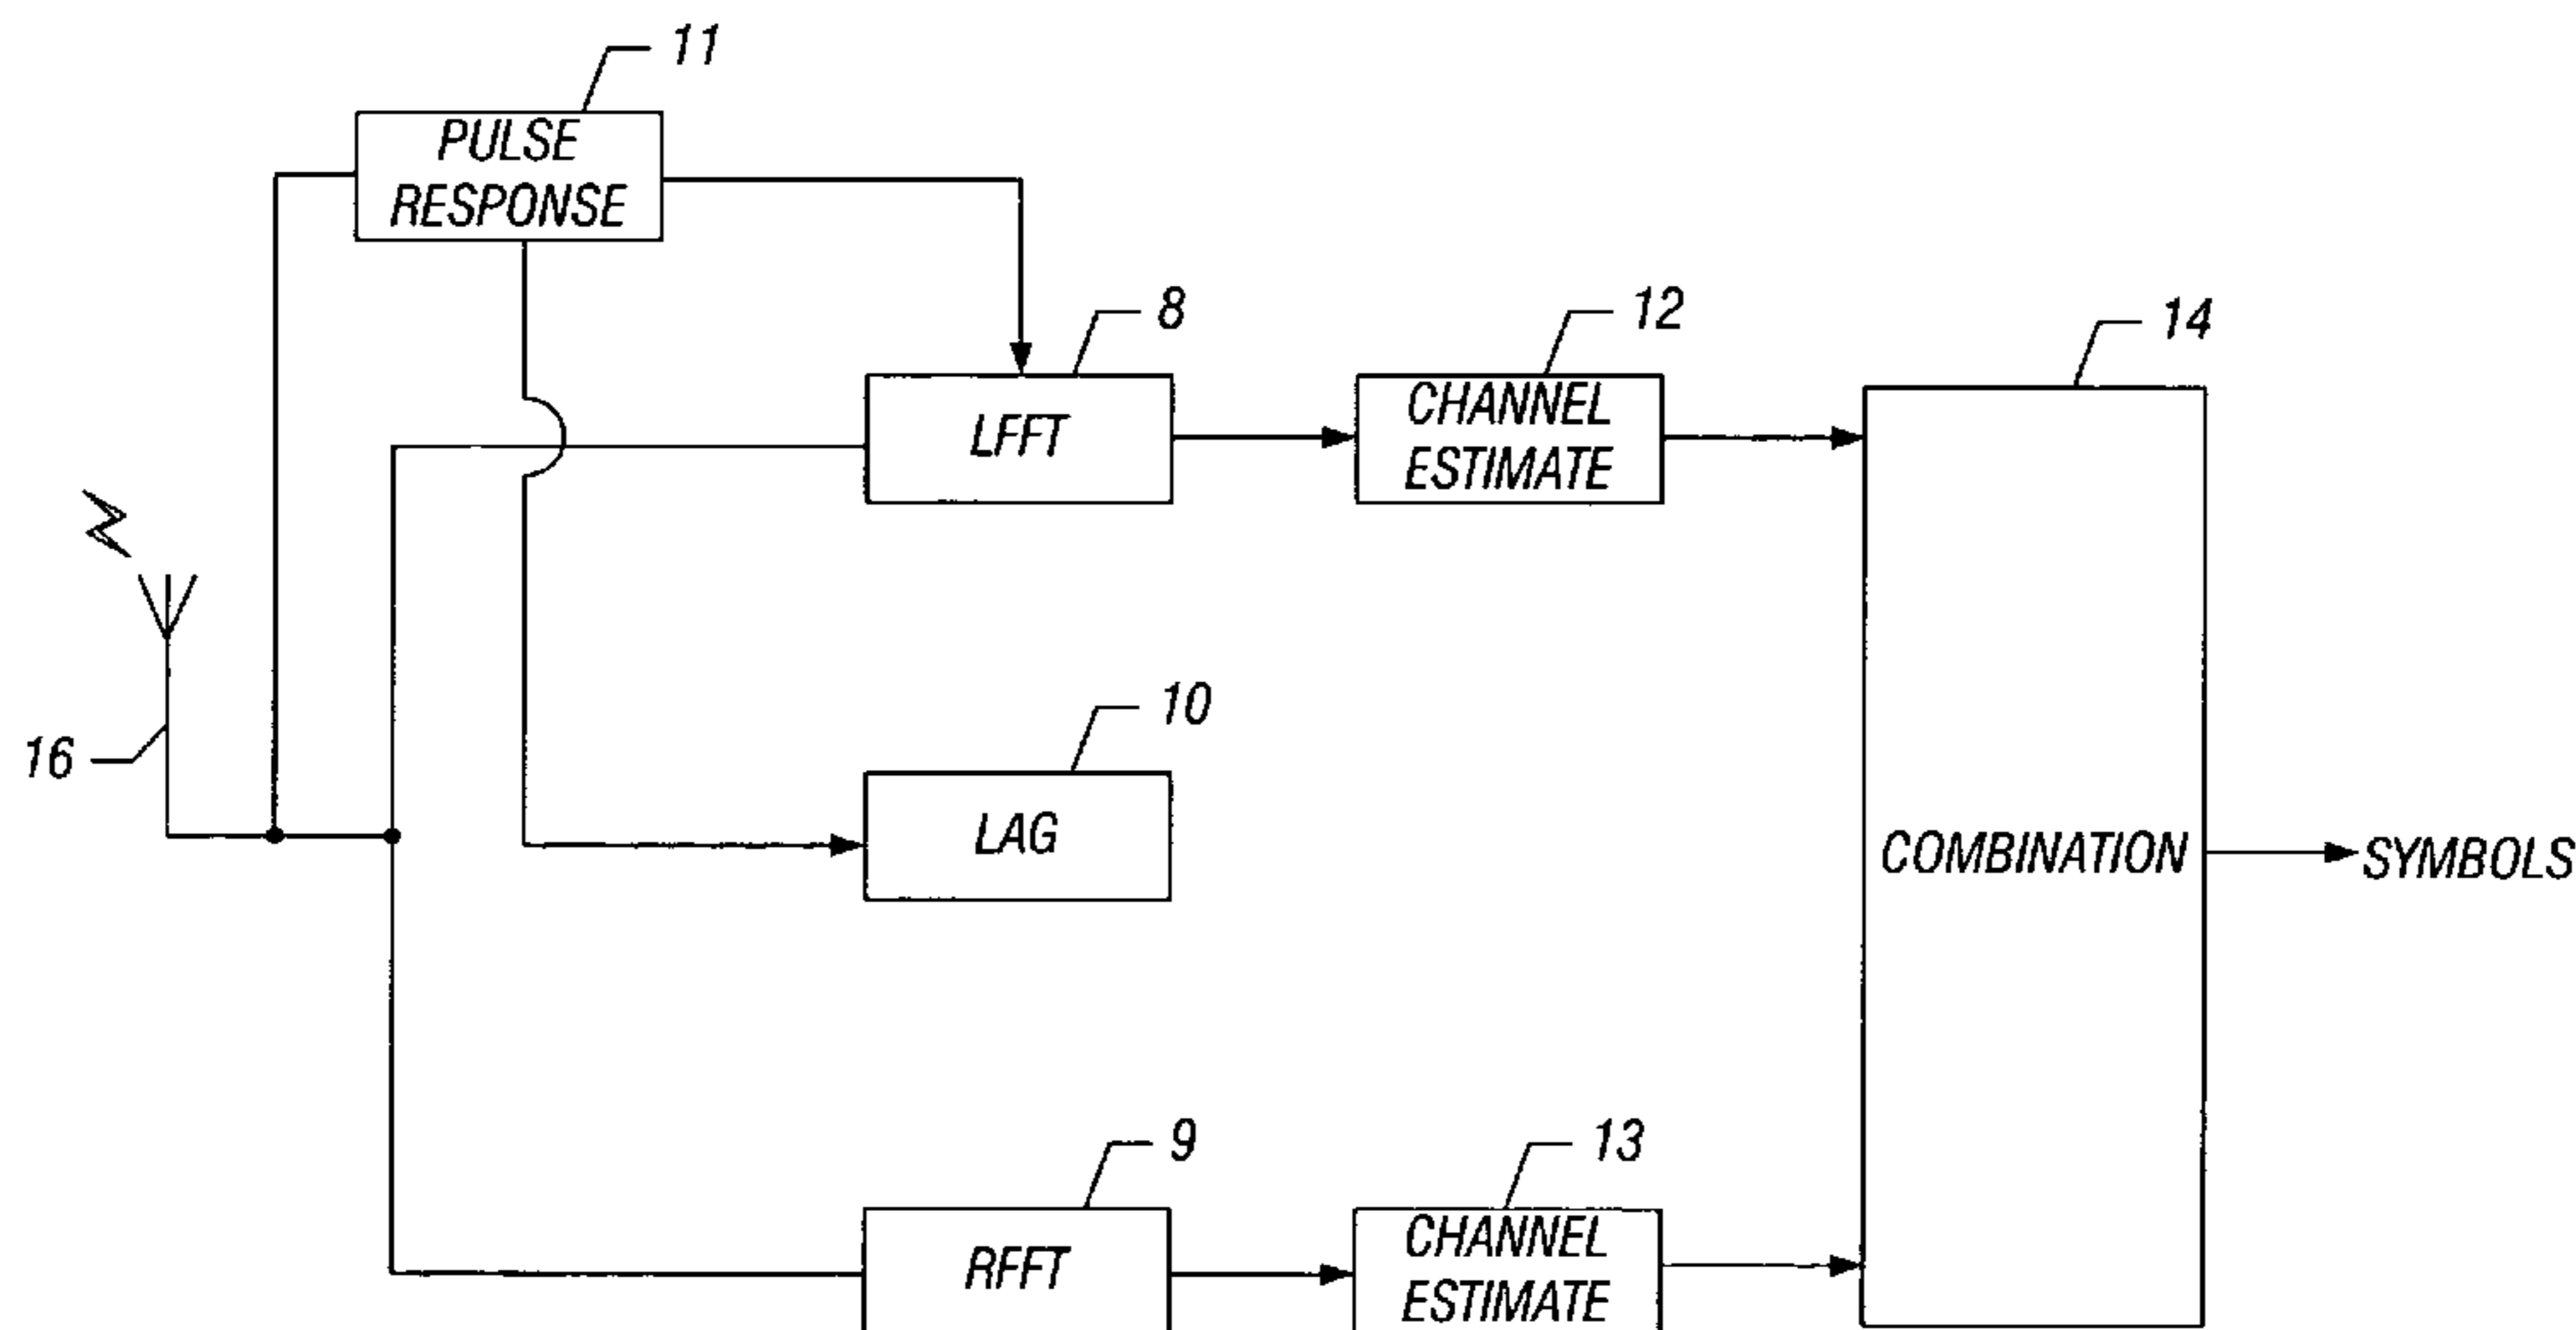 11
PULSE
RESPONSE
8
12
14
LFFT
CHANNEL
ESTIMATE
10
16
LAG
COMBINATION
SYMBOLS
9
13
RFFT
CHANNEL
ESTIMATE